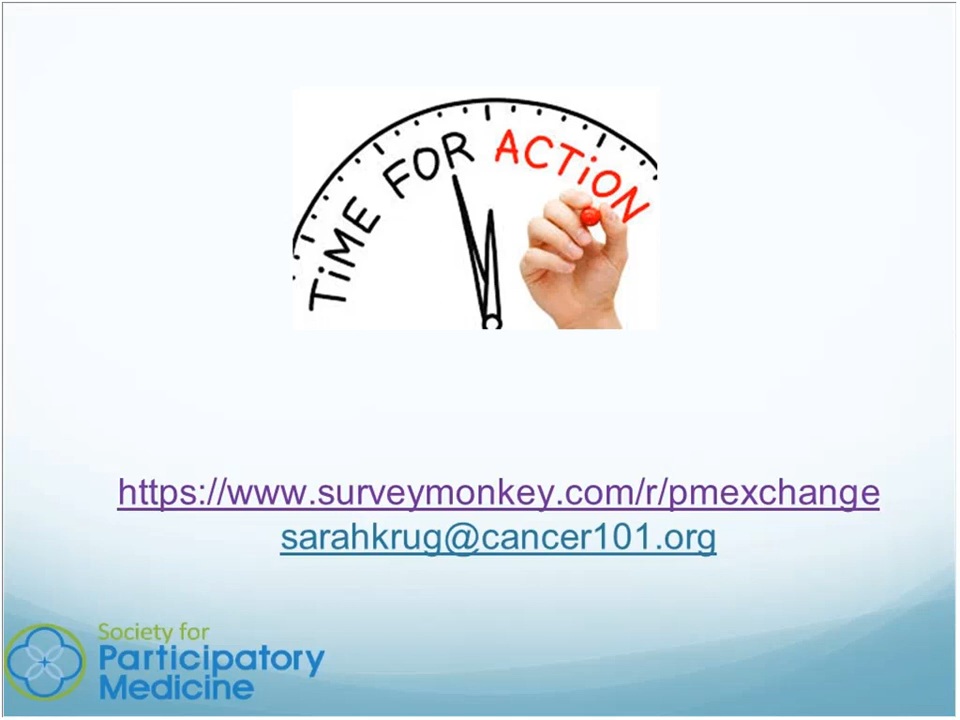 TiME FOR ACTiON
https://www.surveymonkey.com/r/pmexchange
sarahkrug@cancer101.org
Society for
Participatory
Medicine